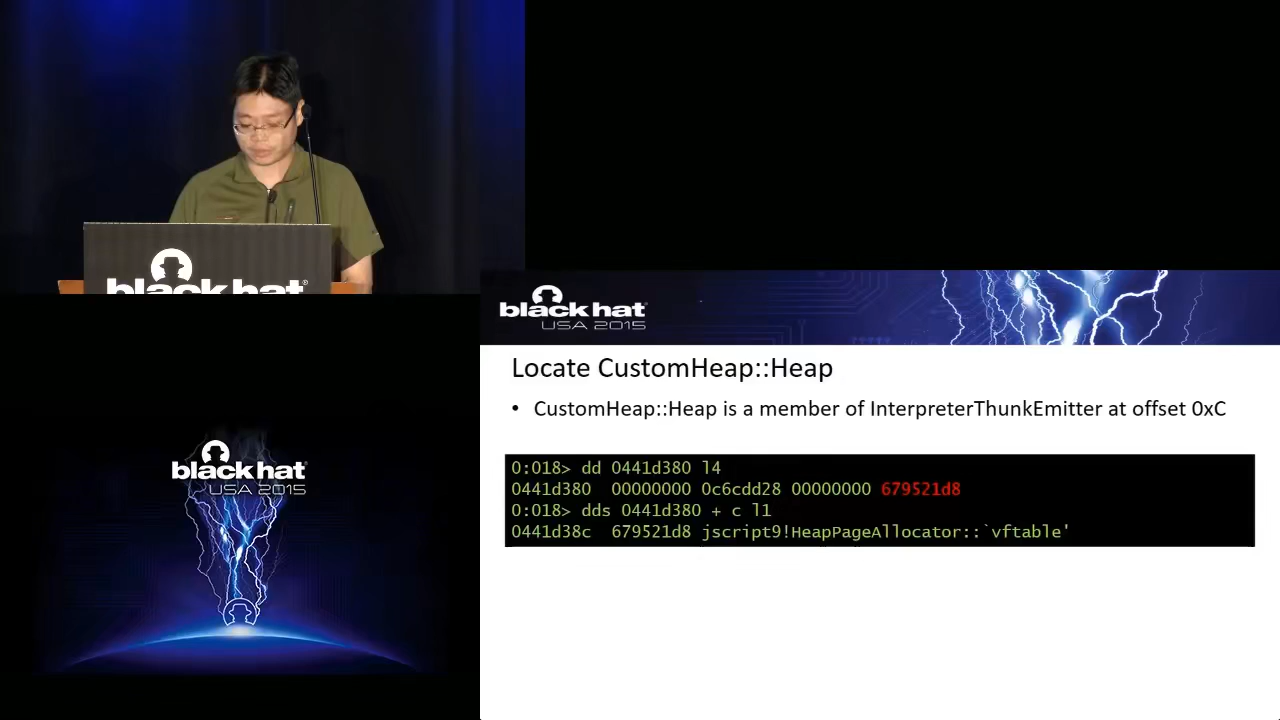 black hat
black hat
USA 2015
Locate CustomHeap::Heap
• CustomHeap::Heap is a member of InterpreterThunkEmitter at offset 0xC
0:018> dd 0441d380 l4
0441d380  00000000 0c6cdd28 00000000 679521d8
0:018> dds 0441d380 + c l1
0441d38c  679521d8 jscript9!HeapPageAllocator::`vftable'
black hat
USA 2015